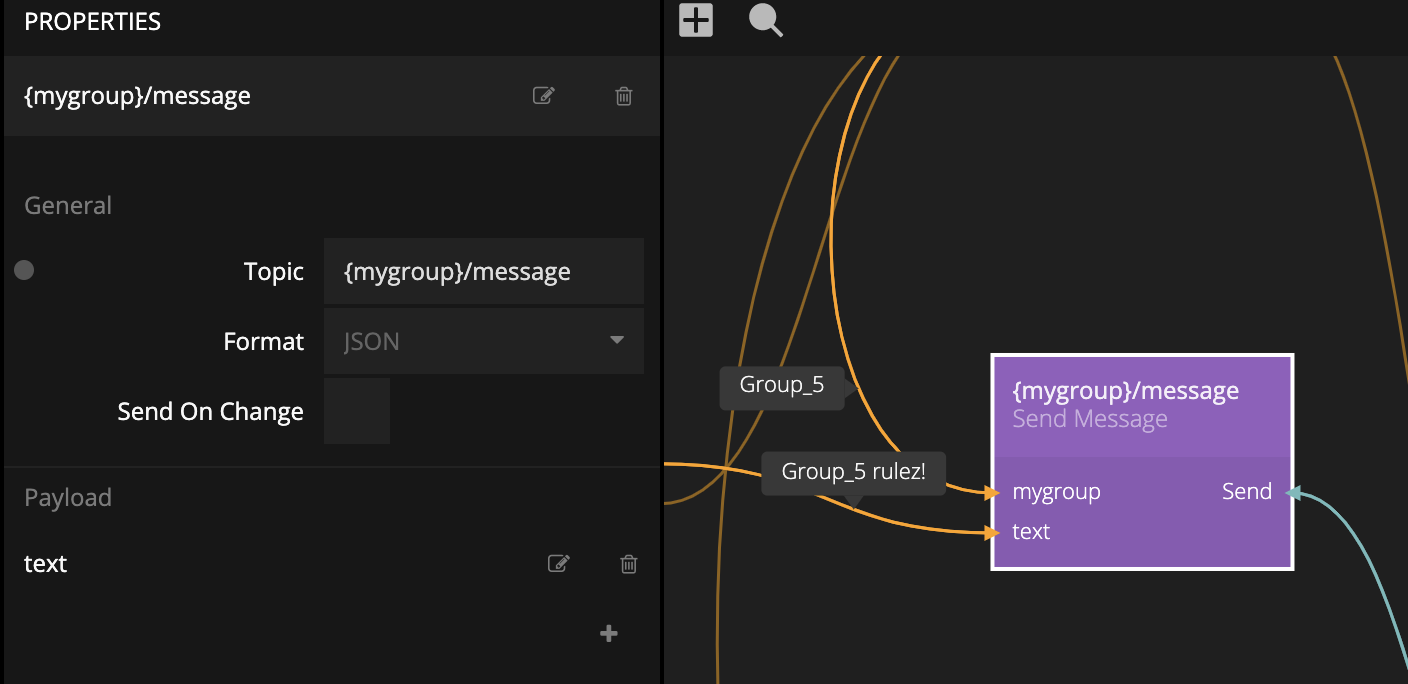 PROPERTIES
{mygroup}/message
General
Topic {mygroup}/message
Format JSON
Send On Change
Payload
text
Group_5
Group_5 rulez!
{mygroup}/message
Send Message
mygroup Send
text